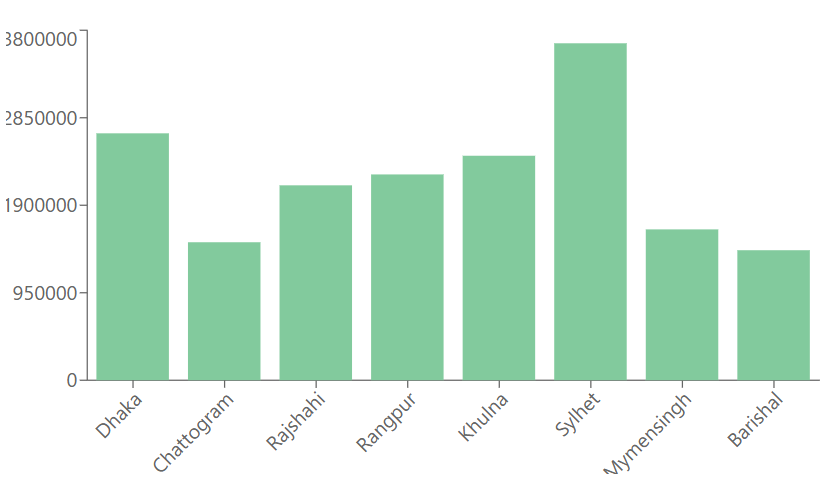 3800000
2850000
1900000
950000
0
Dhaka
Chattogram
Rajshahi
Rangpur
Khulna
Sylhet
Mymensingh
Barishal